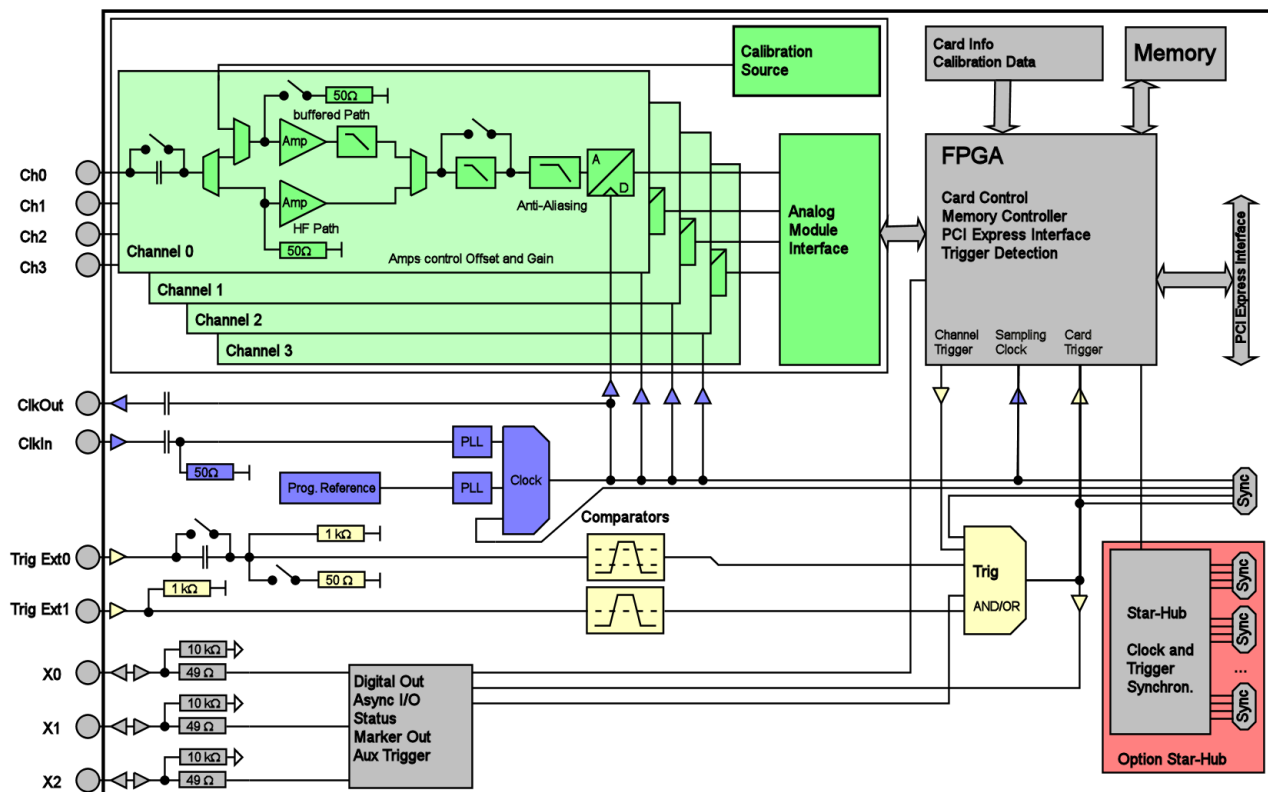 Calibration
Source
Card Info
Calibration Data
Memory
50Ω
buffered Path
Amp
Amp
HF Path
50Ω
A
D
Anti-Aliasing
Amps control Offset and Gain
Channel 0
Channel 1
Channel 2
Channel 3
Ch0
Ch1
Ch2
Ch3
Analog
Module
Interface
FPGA
Card Control
Memory Controller
PCI Express Interface
Trigger Detection
Channel
Trigger
Sampling
Clock
Card
Trigger
PCI Express Interface
ClkOut
ClkIn
50Ω
PLL
Prog. Reference
PLL
Clock
Sync
Comparators
Trig Ext0
1 kΩ
50 Ω
Trig Ext1
1 kΩ
Trig
AND/OR
X0
10 kΩ
49 Ω
X1
10 kΩ
49 Ω
X2
10 kΩ
49 Ω
Digital Out
Async I/O
Status
Marker Out
Aux Trigger
Star-Hub
Clock and
Trigger
Synchron.
Sync
Sync
...
Sync
Option Star-Hub